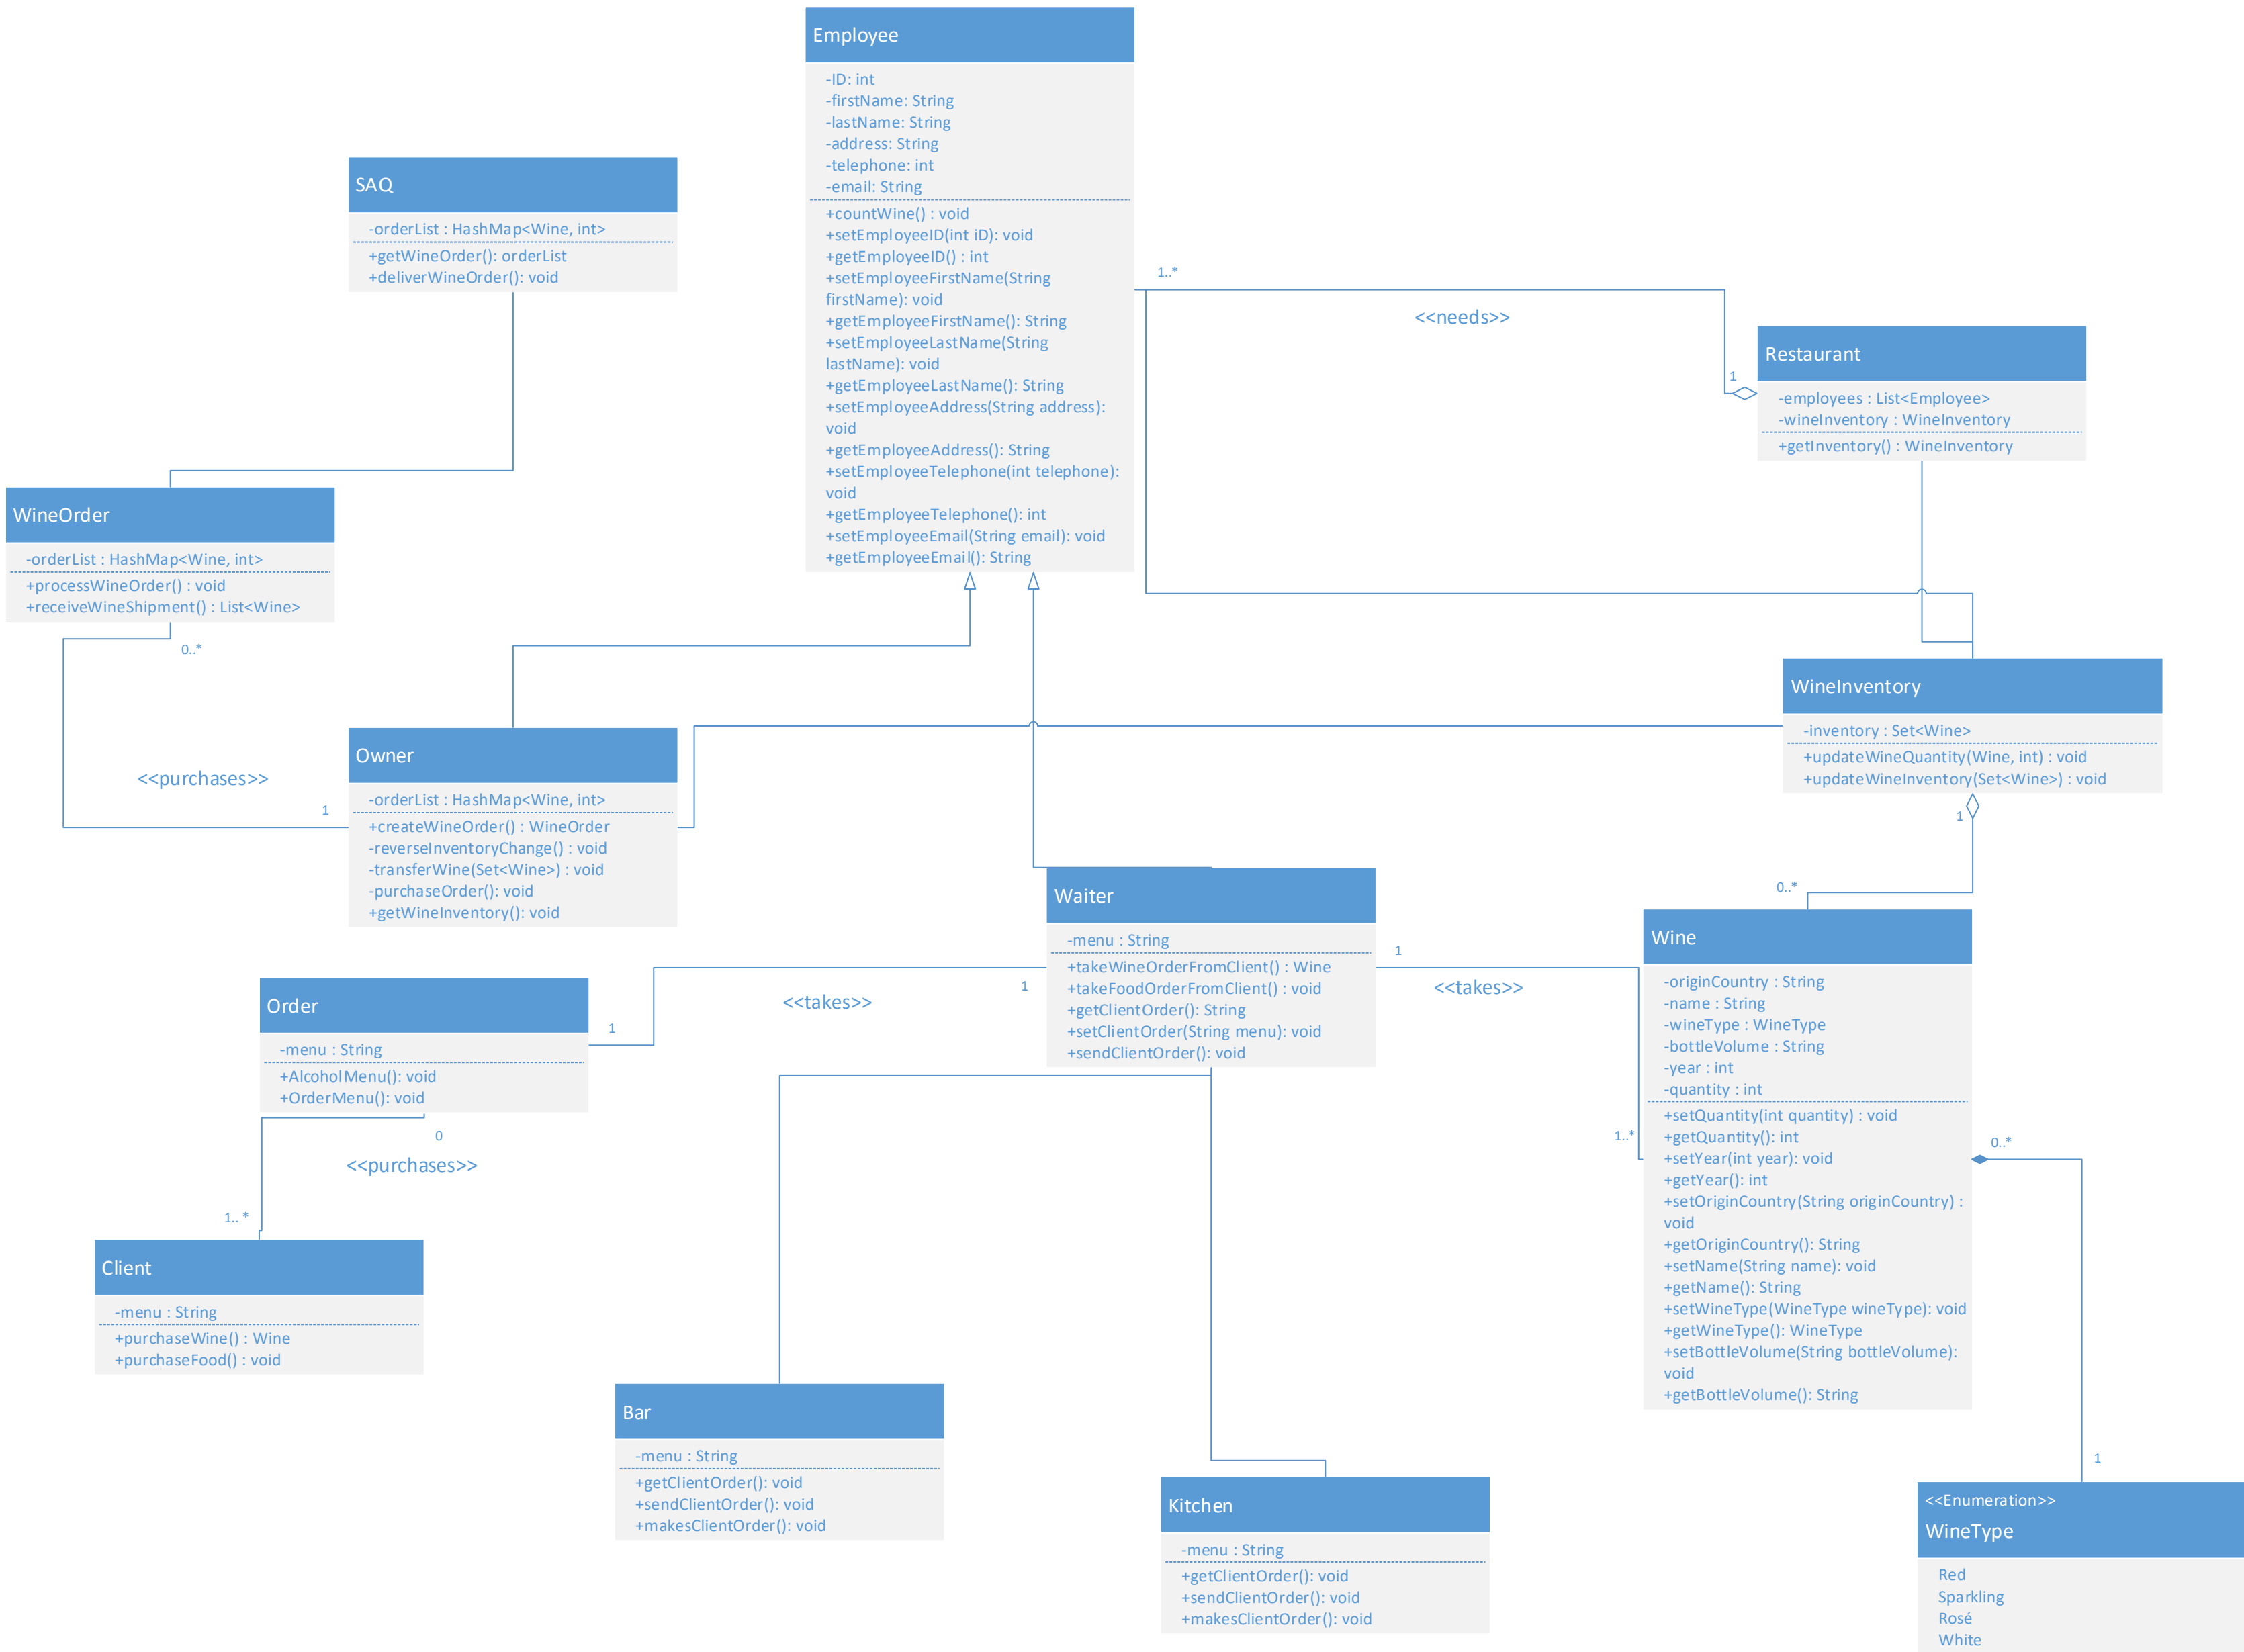 Employee
-ID: int
-firstName: String
-lastName: String
-address: String
-telephone: int
-email: String
+countWine() : void
+setEmployeeID(int iD): void
+getEmployeeID() : int
+setEmployeeFirstName(String
firstName): void
+getEmployeeFirstName(): String
+setEmployeeLastName(String
lastName): void
+getEmployeeLastName(): String
+setEmployeeAddress(String address):
void
+getEmployeeAddress(): String
+setEmployeeTelephone(int telephone):
void
+getEmployeeTelephone(): int
+setEmployeeEmail(String email): void
+getEmployeeEmail(): String
SAQ
-orderList : HashMap<Wine, int>
+getWineOrder(): orderList
+deliverWineOrder(): void
1..*
<<needs>>
1
Restaurant
-employees : List<Employee>
-wineInventory : WineInventory
+getInventory() : WineInventory
WineOrder
-orderList : HashMap<Wine, int>
+processWineOrder() : void
+receiveWineShipment() : List<Wine>
0..*
<<purchases>>
1
Owner
-orderList : HashMap<Wine, int>
+createWineOrder() : WineOrder
-reverseInventoryChange() : void
-transferWine(Set<Wine>) : void
-purchaseOrder(): void
+getWineInventory(): void
WineInventory
-inventory : Set<Wine>
+updateWineQuantity(Wine, int) : void
+updateWineInventory(Set<Wine>) : void
1
0..*
Waiter
-menu : String
+takeWineOrderFromClient() : Wine
+takeFoodOrderFromClient() : void
+getClientOrder(): String
+setClientOrder(String menu): void
+sendClientOrder(): void
1
<<takes>>
1..*
1
<<takes>>
1
Order
-menu : String
+AlcoholMenu(): void
+OrderMenu(): void
0
<<purchases>>
1.. *
Client
-menu : String
+purchaseWine() : Wine
+purchaseFood() : void
Wine
-originCountry : String
-name : String
-wineType : WineType
-bottleVolume : String
-year : int
-quantity : int
+setQuantity(int quantity) : void
+getQuantity(): int
+setYear(int year): void
+getYear(): int
+setOriginCountry(String originCountry) :
void
+getOriginCountry(): String
+setName(String name): void
+getName(): String
+setWineType(WineType wineType): void
+getWineType(): WineType
+setBottleVolume(String bottleVolume):
void
+getBottleVolume(): String
0..*
1
Bar
-menu : String
+getClientOrder(): void
+sendClientOrder(): void
+makesClientOrder(): void
Kitchen
-menu : String
+getClientOrder(): void
+sendClientOrder(): void
+makesClientOrder(): void
<<Enumeration>>
WineType
Red
Sparkling
Rosé
White